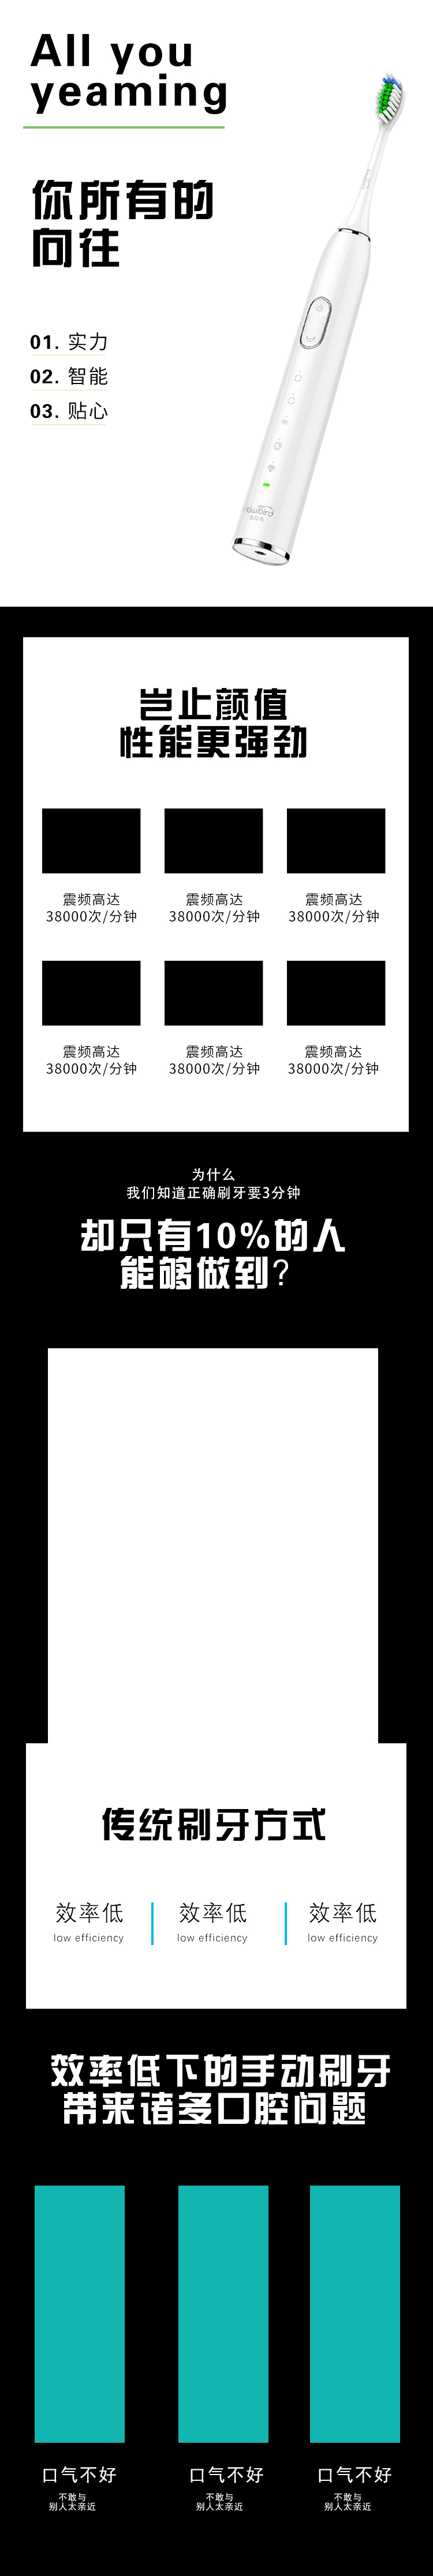 All you
yeaming
你所有的
向往
01. 实力
02. 智能
03. 贴心
岂止颜值
性能更强劲
震频高达
38000次/分钟
震频高达
38000次/分钟
震频高达
38000次/分钟
震频高达
38000次/分钟
震频高达
38000次/分钟
震频高达
38000次/分钟
为什么
我们知道正确刷牙要3分钟
却只有10%的人
能够做到?
传统刷牙方式
效率低
low efficiency
效率低
low efficiency
效率低
low efficiency
效率低下的手动刷牙
带来诸多口腔问题
口气不好
不敢与
别人太亲近
口气不好
不敢与
别人太亲近
口气不好
不敢与
别人太亲近